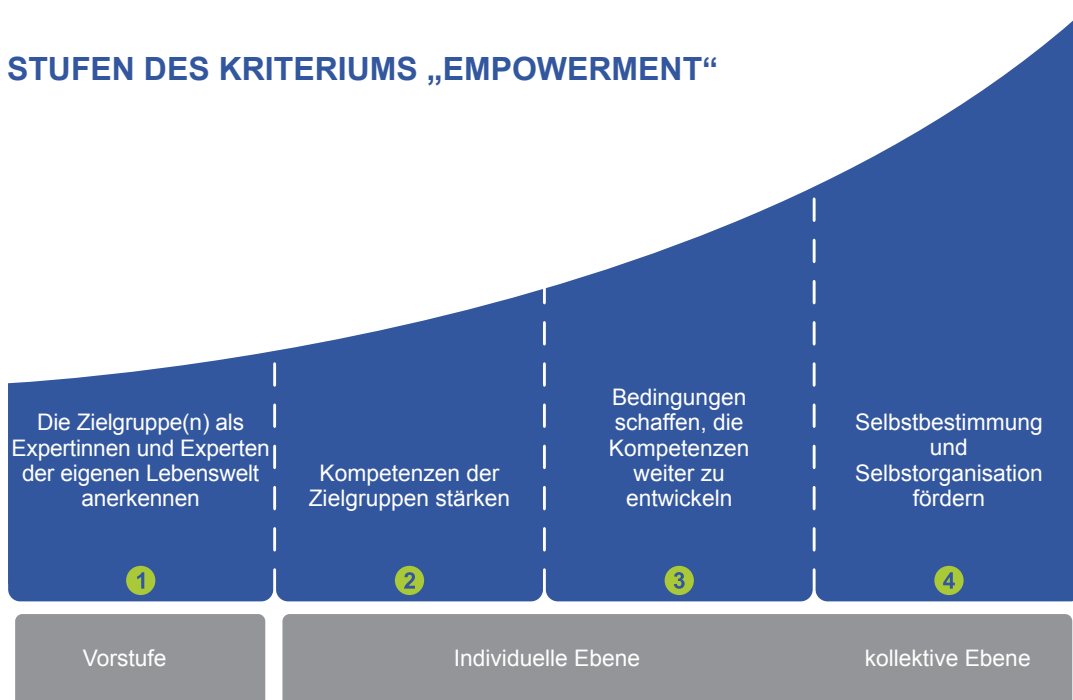 STUFEN DES KRITERIUMS „EMPOWERMENT“
Die Zielgruppe(n) als
Expertinnen und Experten
der eigenen Lebenswelt
anerkennen
1
Kompetenzen der
Zielgruppen stärken
2
Bedingungen
schaffen, die
Kompetenzen
weiter zu
entwickeln
3
Selbstbestimmung
und
Selbstorganisation
fördern
4
Vorstufe
Individuelle Ebene
kollektive Ebene